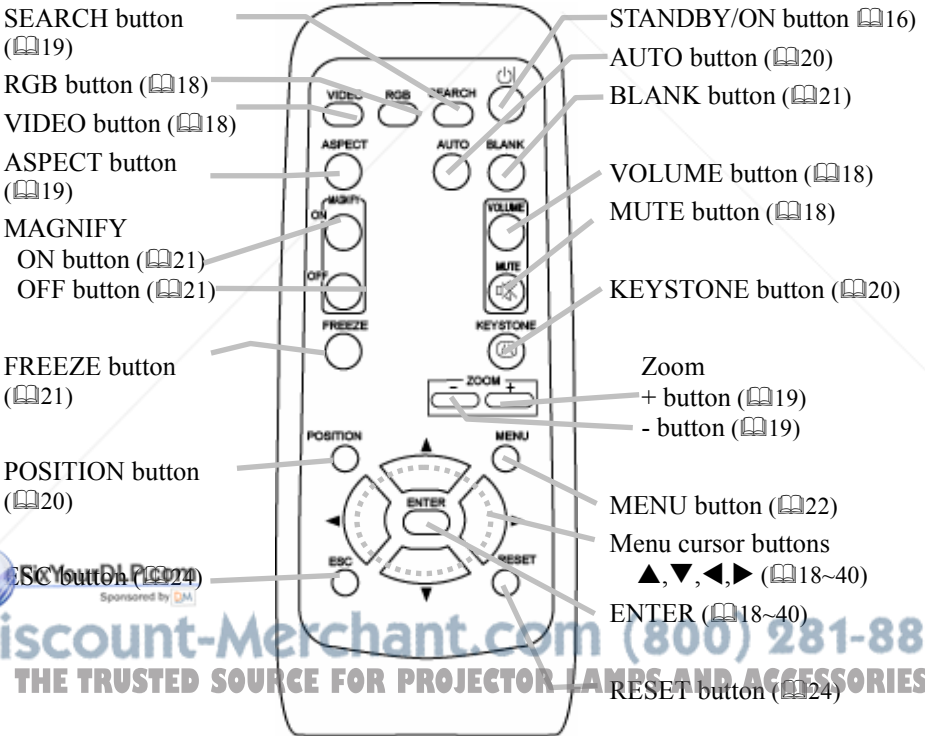 SEARCH button
(🕮19)
RGB button (🕮18)
VIDEO button (🕮18)
ASPECT button
(🕮19)
MAGNIFY
ON button (🕮21)
OFF button (🕮21)
FREEZE button
(🕮21)
POSITION button
(🕮20)
ESC button (🕮24)
VIDEO RGB SEARCH
ASPECT AUTO BLANK
MAGNIFY
ON
OFF
VOLUME
MUTE
FREEZE KEYSTONE
- ZOOM +
POSITION MENU
▲
◀ ENTER ▶
ESC RESET
▼
STANDBY/ON button 🕮16)
AUTO button (🕮20)
BLANK button (🕮21)
VOLUME button (🕮18)
MUTE button (🕮18)
KEYSTONE button (🕮20)
Zoom
+ button (🕮19)
- button (🕮19)
MENU button (🕮22)
Menu cursor buttons
▲,▼,◀,▶ (🕮18~40)
ENTER (🕮18~40)
RESET button (🕮24)
Sponsored by DM
iscount-Merchant.com (800) 281-88
THE TRUSTED SOURCE FOR PROJECTOR LAMPS AND ACCESSORIES